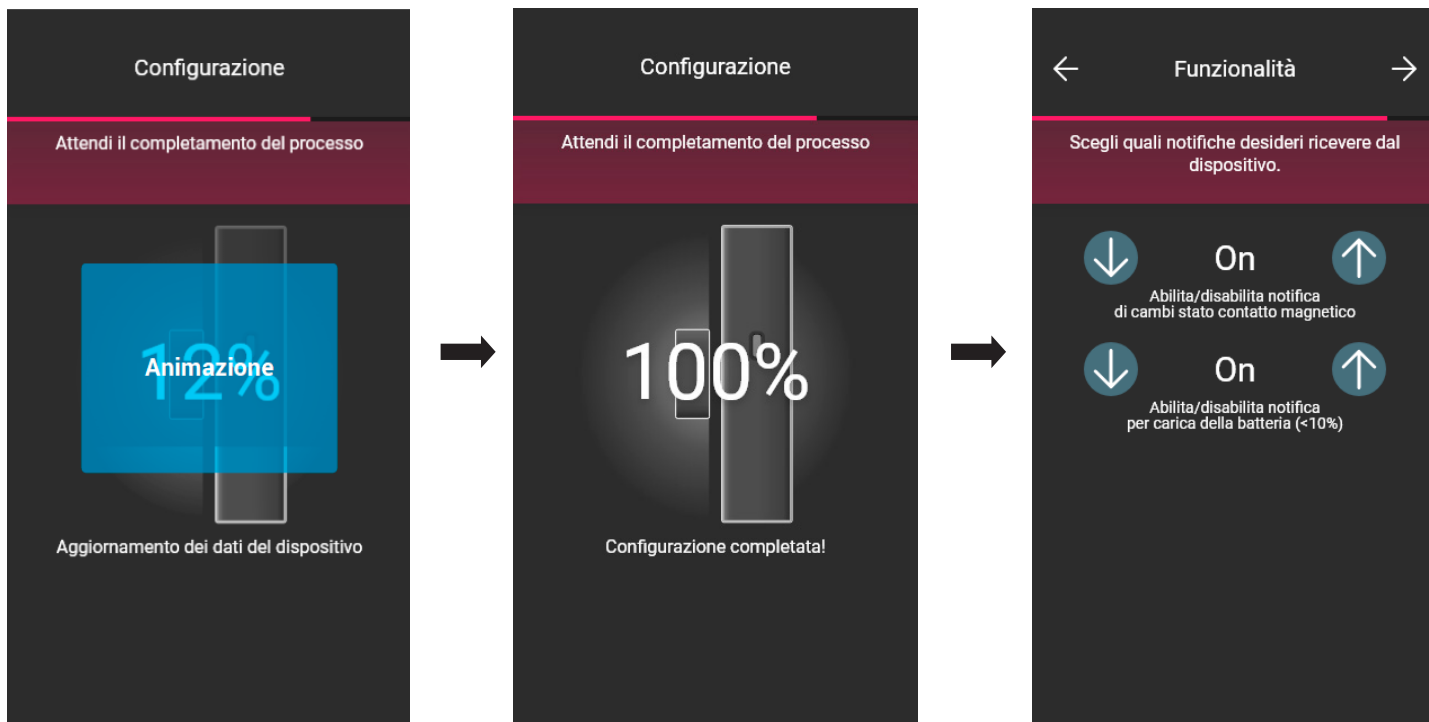 Configurazione
Attendi il completamento del processo
12%
Animazione
Aggiornamento dei dati del dispositivo
Configurazione
Attendi il completamento del processo
100%
Configurazione completata!
Funzionalità
Scegli quali notifiche desideri ricevere dal
dispositivo.
On
Abilita/disabilita notifica
di cambi stato contatto magnetico
On
Abilita/disabilita notifica
per carica della batteria (<10%)